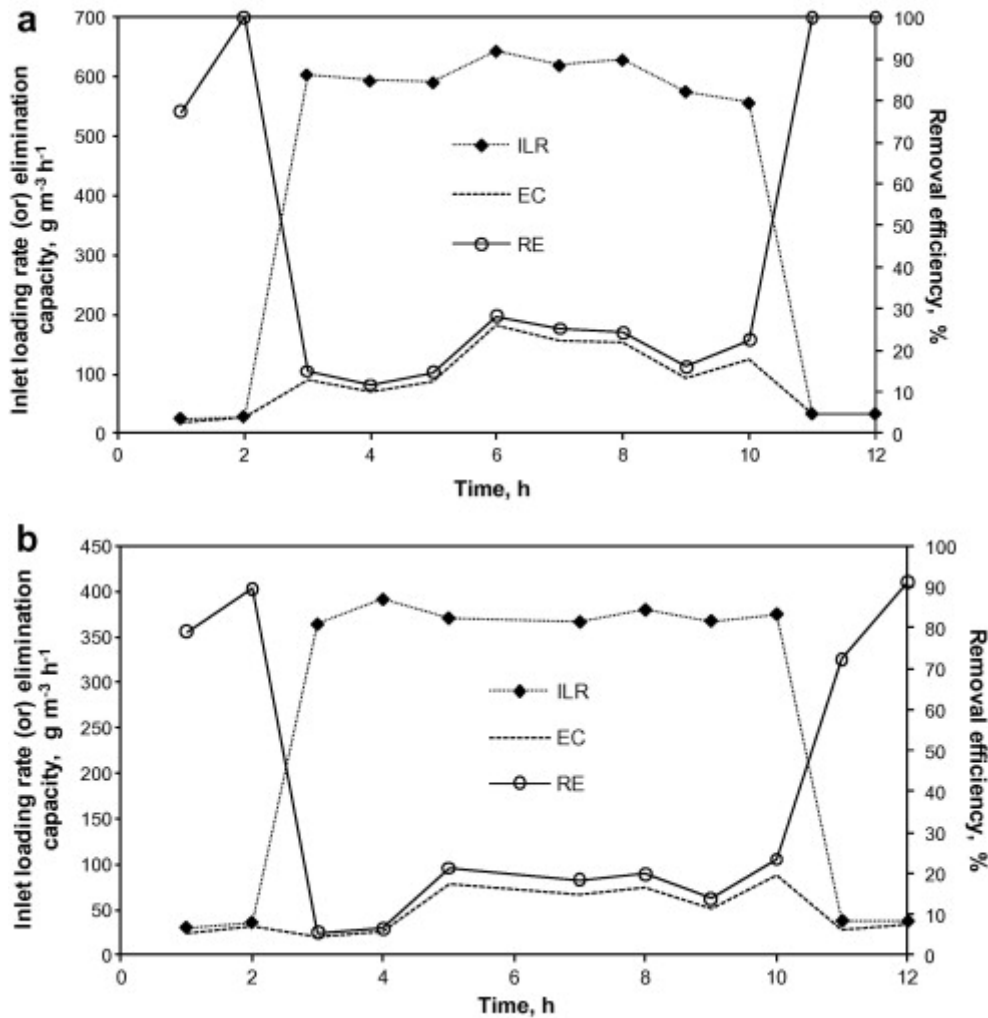 a
700
600
500
400
300
200
100
0
Inlet loading rate (or) elimination
capacity, g m⁻³ h⁻¹
100
90
80
70
60
50
40
30
20
10
0
Removal efficiency, %
ILR
EC
RE
0 2 4 6 8 10 12
Time, h
b
450
400
350
300
250
200
150
100
50
0
Inlet loading rate (or) elimination
capacity, g m⁻³ h⁻¹
100
90
80
70
60
50
40
30
20
10
0
Removal efficiency, %
ILR
EC
RE
0 2 4 6 8 10 12
Time, h